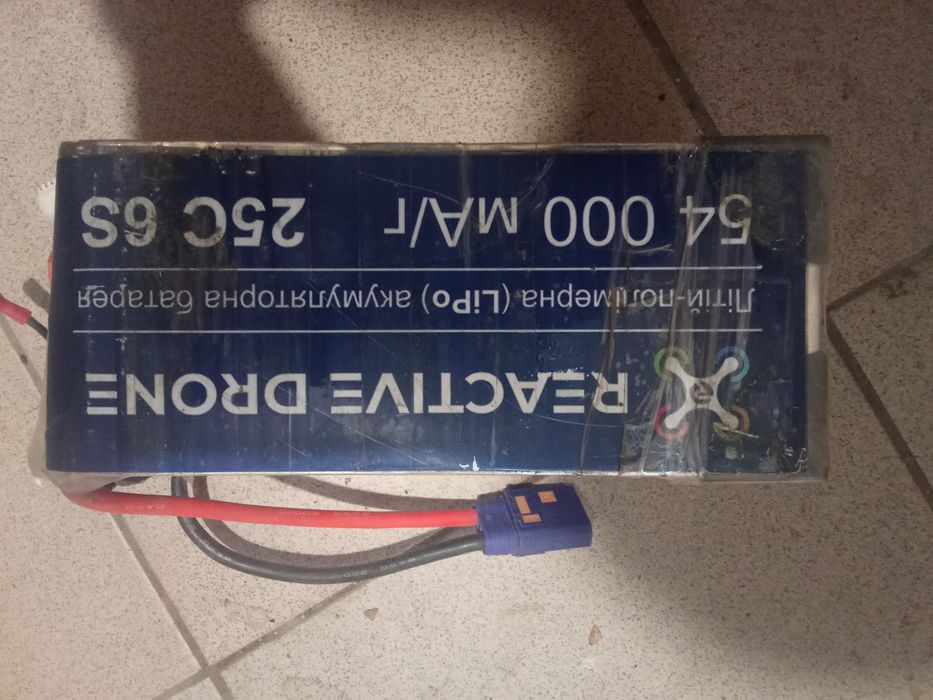 REACTIVE DRONE
Літій-полімерна (LiPo) акумуляторна батарея
54 000 мА/г 25C 6S